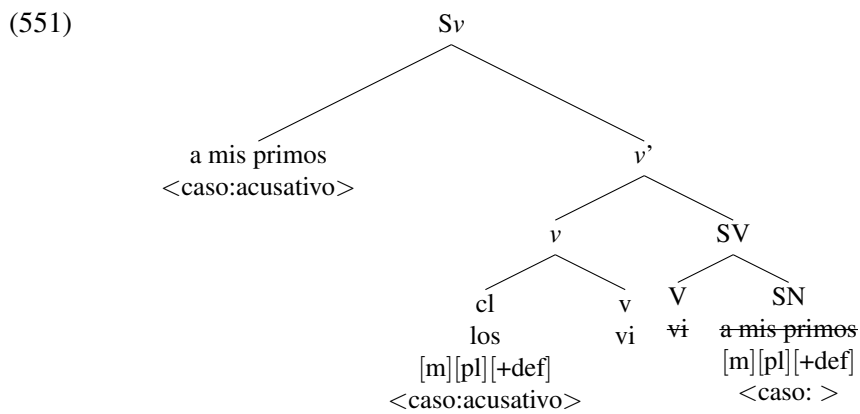 (551)
Sv
a mis primos
<caso:acusativo>
v’
v
SV
cl
v
V
SN
los
vi
vi
a mis primos
[m][pl][+def]
[m][pl][+def]
<caso:acusativo>
<caso: >